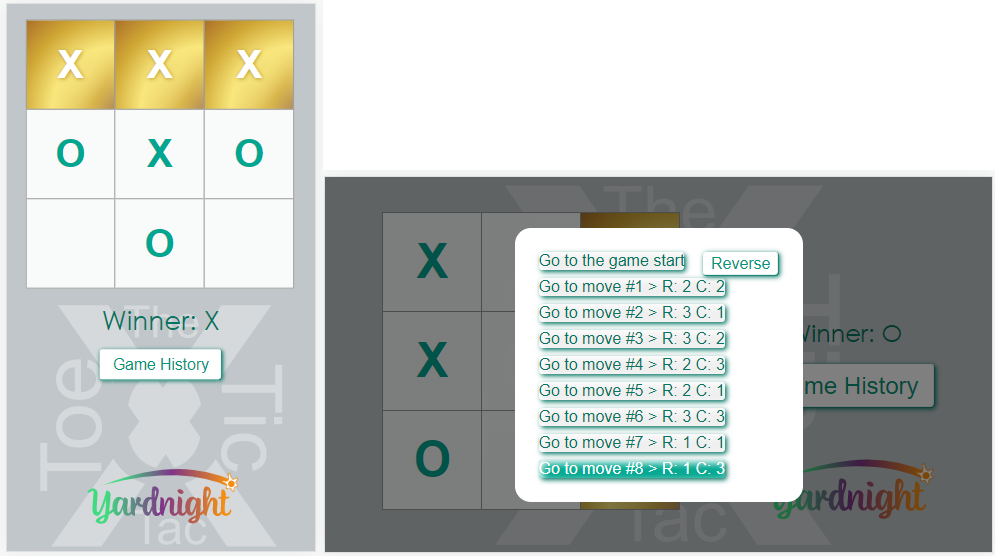 X X X
O X O
O
Winner: X
Game History
The
Toe
Tic
Yardnight
Tac
The
X
X
O
Go to the game start
Reverse
Go to move #1 > R: 2 C: 2
Go to move #2 > R: 3 C: 1
Go to move #3 > R: 3 C: 2
Go to move #4 > R: 2 C: 3
Go to move #5 > R: 2 C: 1
Go to move #6 > R: 3 C: 3
Go to move #7 > R: 1 C: 1
Go to move #8 > R: 1 C: 3
Winner: O
me History
Yardnight
Tac